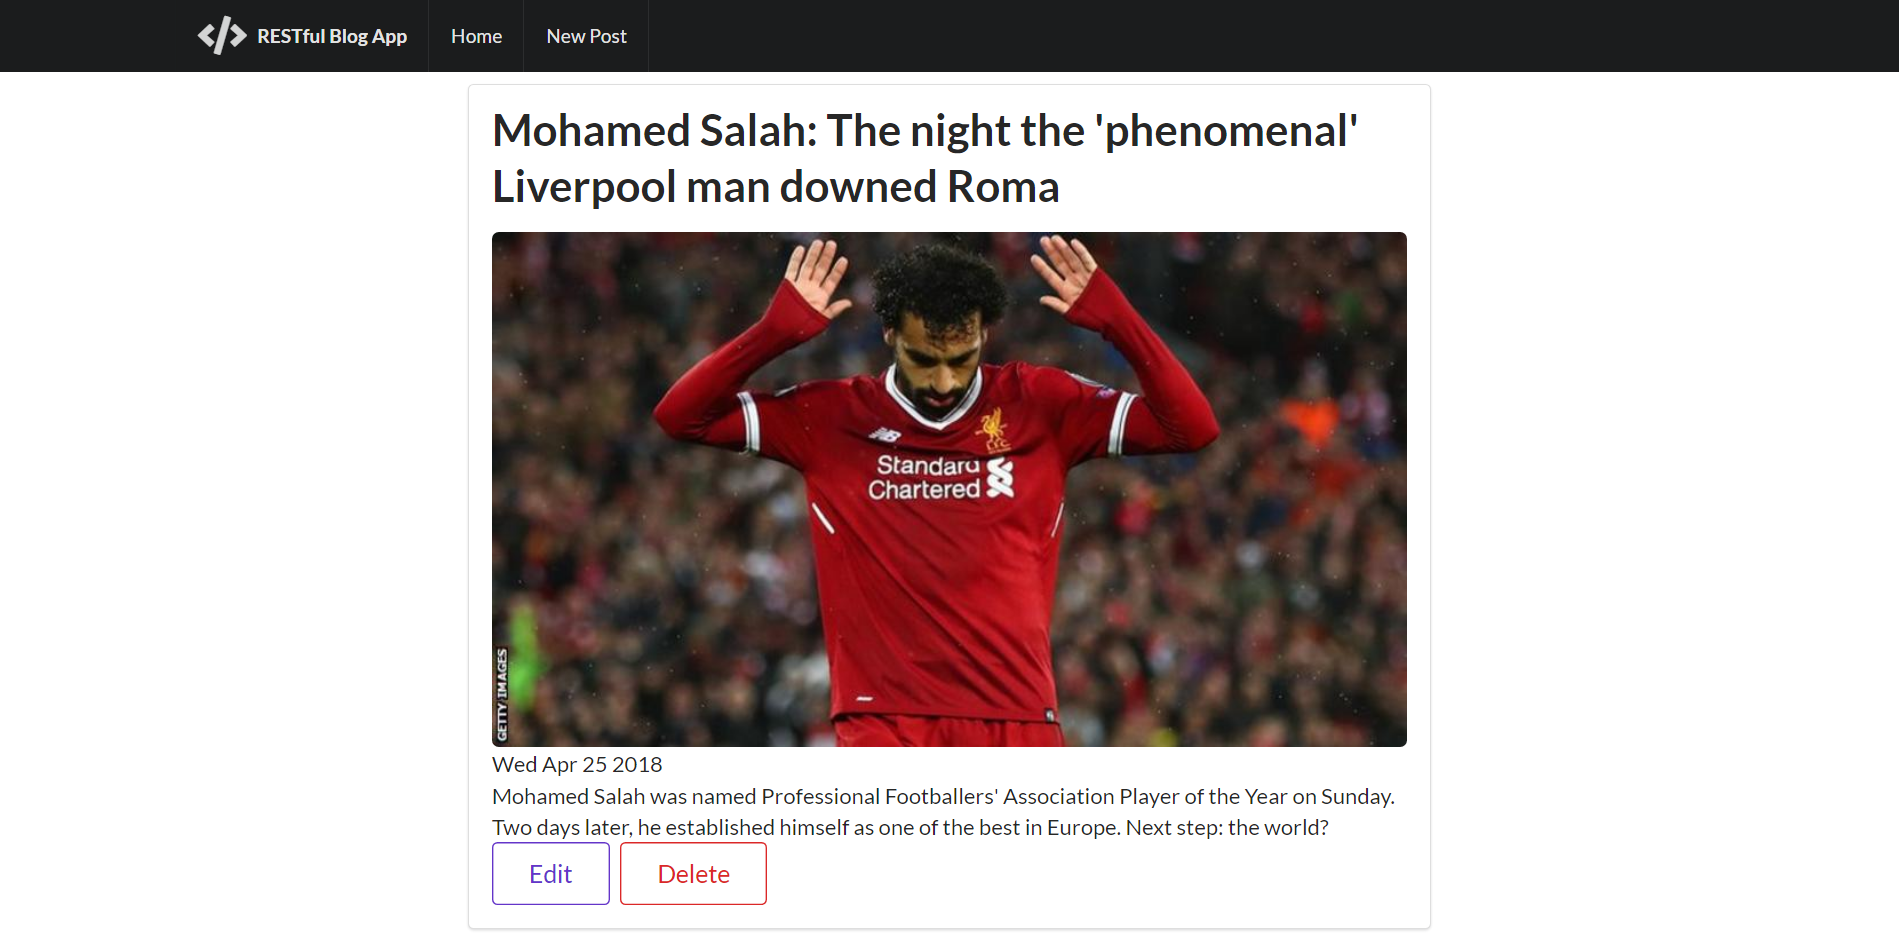 RESTful Blog App
Home
New Post
Mohamed Salah: The night the 'phenomenal'
Liverpool man downed Roma
Standard
Chartered
GETTY IMAGES
Wed Apr 25 2018
Mohamed Salah was named Professional Footballers' Association Player of the Year on Sunday.
Two days later, he established himself as one of the best in Europe. Next step: the world?
Edit
Delete